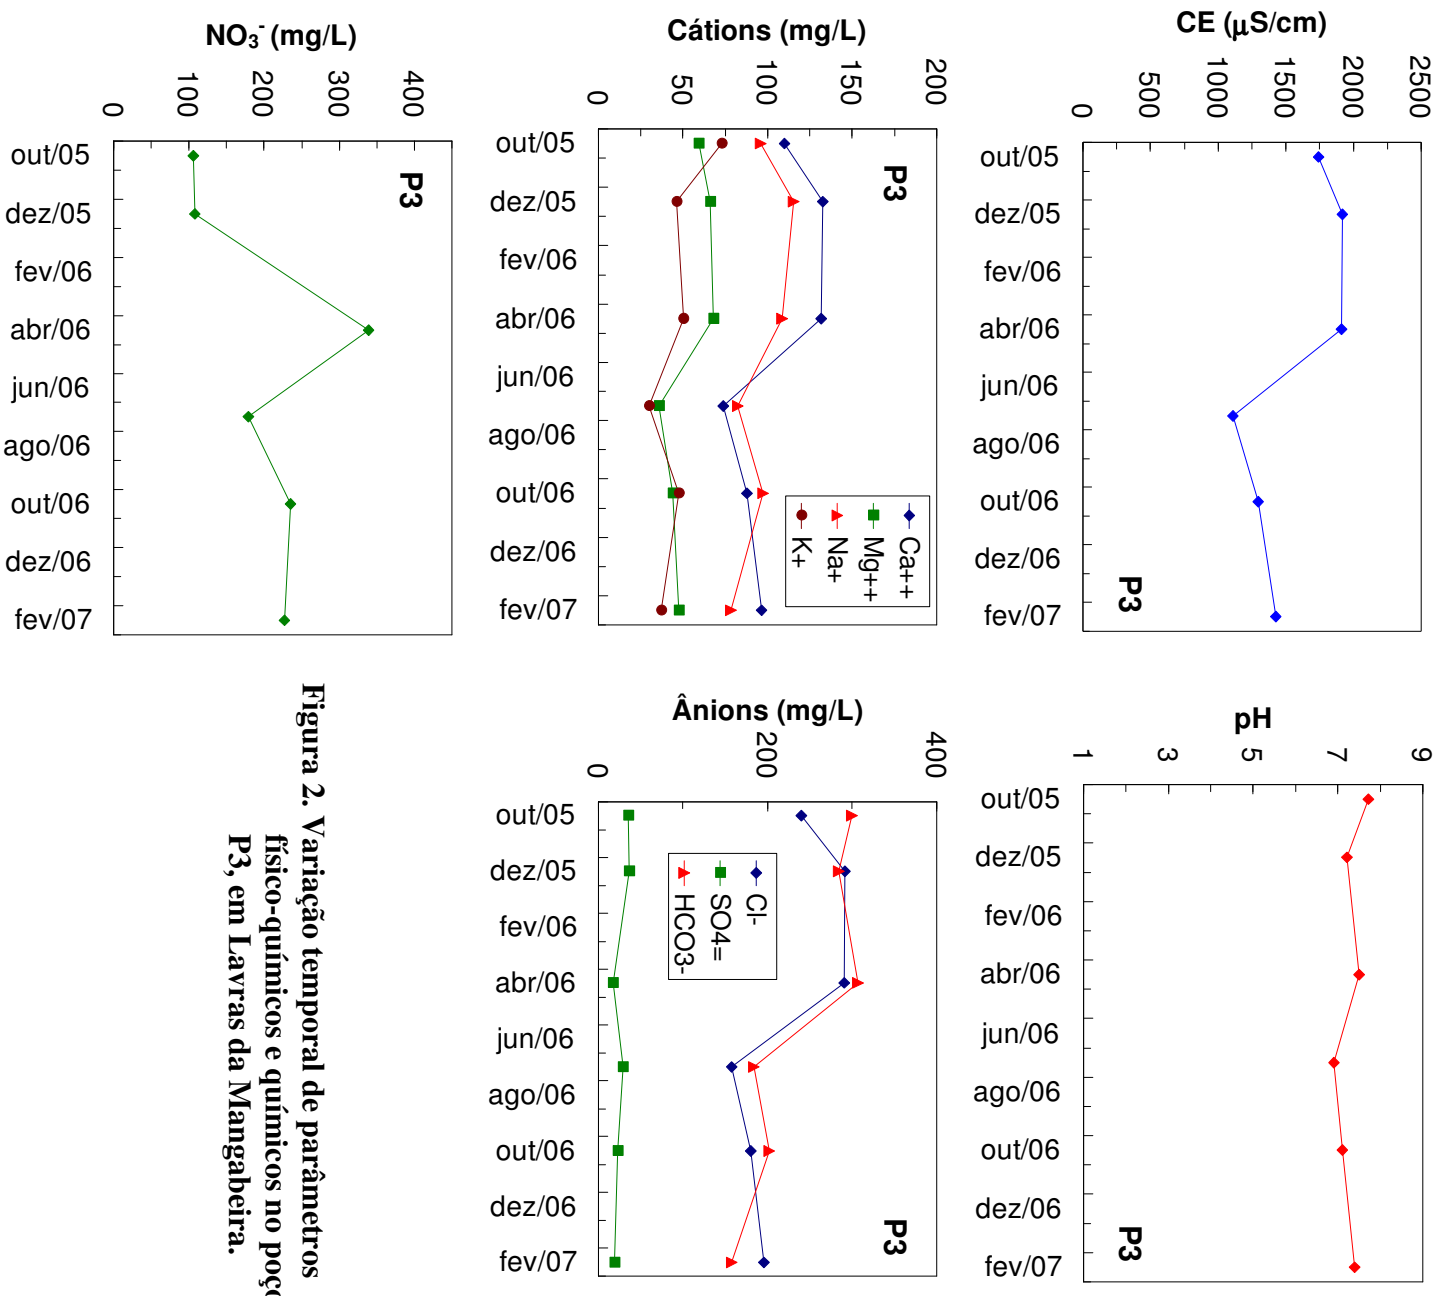 CE (µS/cm)
2500
2000
1500
1000
500
0
out/05
dez/05
fev/06
abr/06
jun/06
ago/06
out/06
dez/06
fev/07
P3
pH
9
7
5
3
1
out/05
dez/05
fev/06
abr/06
jun/06
ago/06
out/06
dez/06
fev/07
P3
Cátions (mg/L)
200
150
100
50
0
out/05
dez/05
fev/06
abr/06
jun/06
ago/06
out/06
dez/06
fev/07
P3
Ca++
Mg++
Na+
K+
Ânions (mg/L)
400
200
0
out/05
dez/05
fev/06
abr/06
jun/06
ago/06
out/06
dez/06
fev/07
P3
Cl-
SO4=
HCO3-
NO₃⁻ (mg/L)
400
300
200
100
0
out/05
dez/05
fev/06
abr/06
jun/06
ago/06
out/06
dez/06
fev/07
P3
Figura 2. Variação temporal de parâmetros
físico-químicos e químicos no poço
P3, em Lavras da Mangabeira.